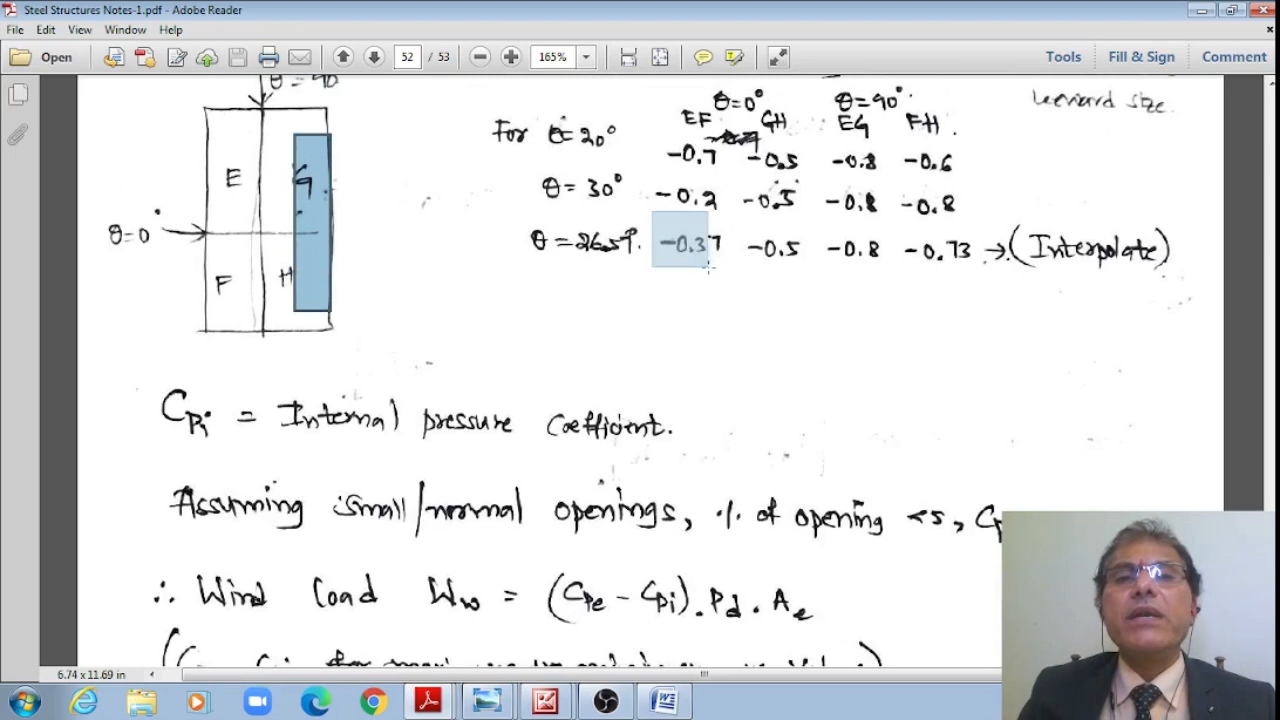 Steel Structures Notes-1.pdf - Adobe Reader
File Edit View Window Help
Open 52 / 53 165% Tools Fill & Sign Comment
θ = 90
θ=0° θ=90°
EF GH EG FH
For θ=20° -0.7 -0.5 -0.8 -0.6
θ = 30° -0.2 -0.5 -0.8 -0.8
θ = 26.57. -0.37 -0.5 -0.8 -0.73 → (Interpolate)
Leeward size
E G
θ=0°
F H
Cpi = Internal pressure coefficient.
Assuming small/normal openings, % of opening <5,
∴ Wind load Ww = (Cpe - Cpi) . Pd . Ae
6.74 x 11.69 in